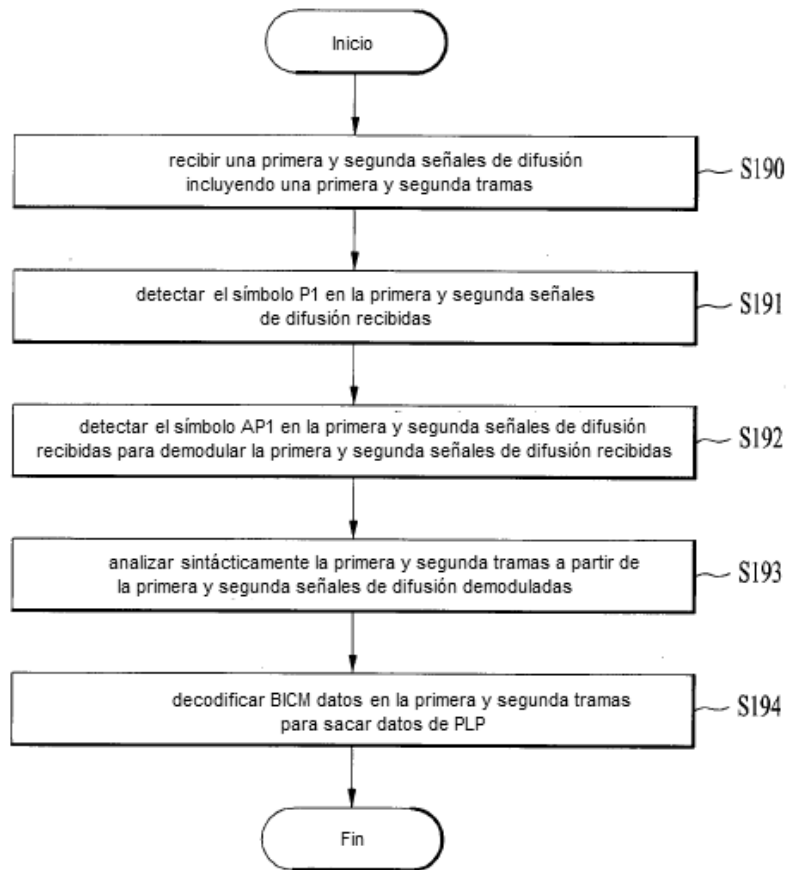 Inicio
recibir una primera y segunda señales de difusión
incluyendo una primera y segunda tramas
S190
detectar el símbolo P1 en la primera y segunda señales
de difusión recibidas
S191
detectar el símbolo AP1 en la primera y segunda señales de difusión
recibidas para demodular la primera y segunda señales de difusión recibidas
S192
analizar sintácticamente la primera y segunda tramas a partir de
la primera y segunda señales de difusión demoduladas
S193
decodificar BICM datos en la primera y segunda tramas
para sacar datos de PLP
S194
Fin